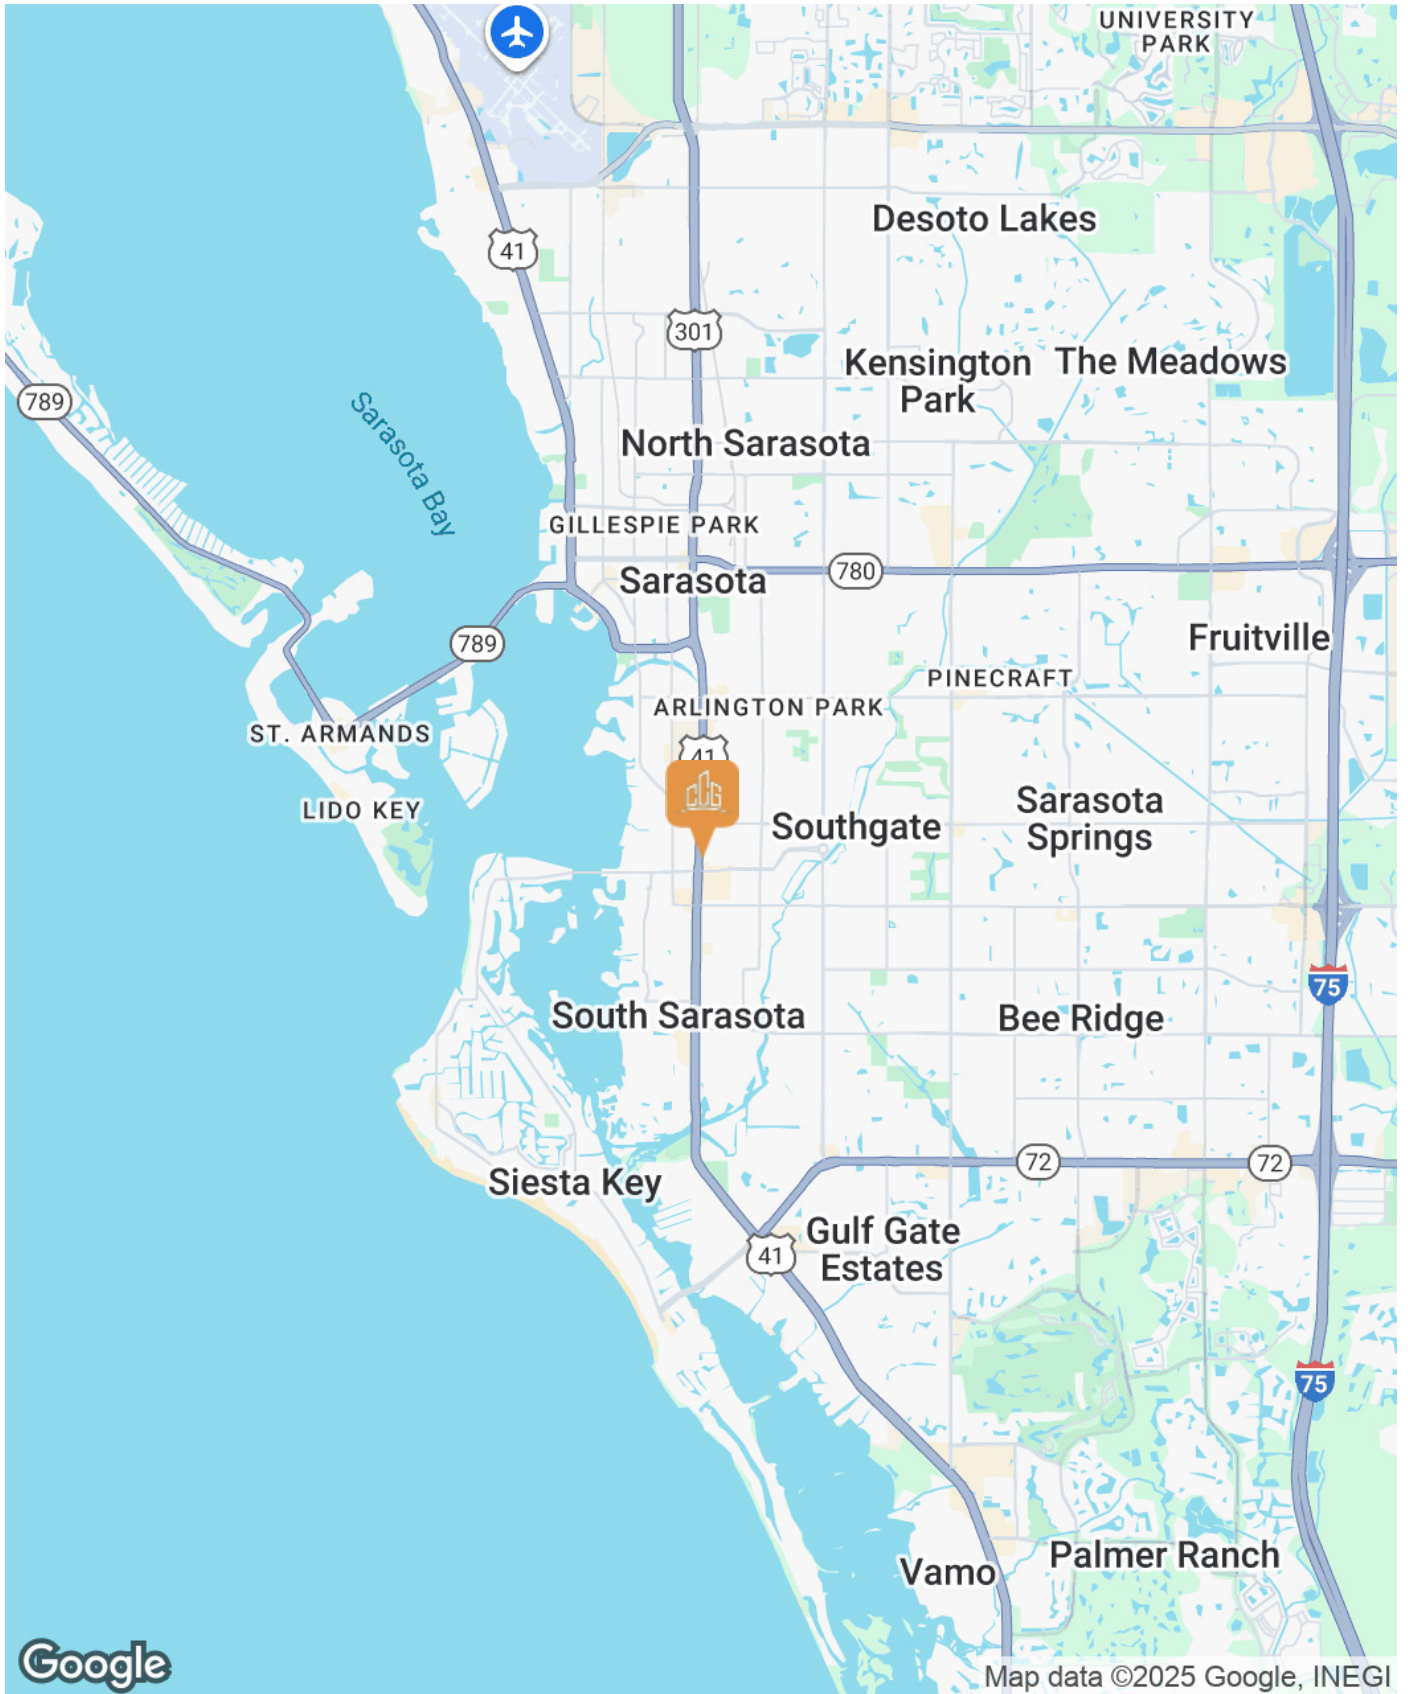 UNIVERSITY
PARK
Desoto Lakes
41
301
Kensington
Park
The Meadows
789
Sarasota Bay
North Sarasota
GILLESPIE PARK
Sarasota
780
789
Fruitville
PINECRAFT
ARLINGTON PARK
ST. ARMANDS
41
CCG
LIDO KEY
Sarasota
Springs
Southgate
75
South Sarasota
Bee Ridge
72
72
Siesta Key
Gulf Gate
Estates
41
75
Palmer Ranch
Vamo
Google
Map data ©2025 Google, INEGI